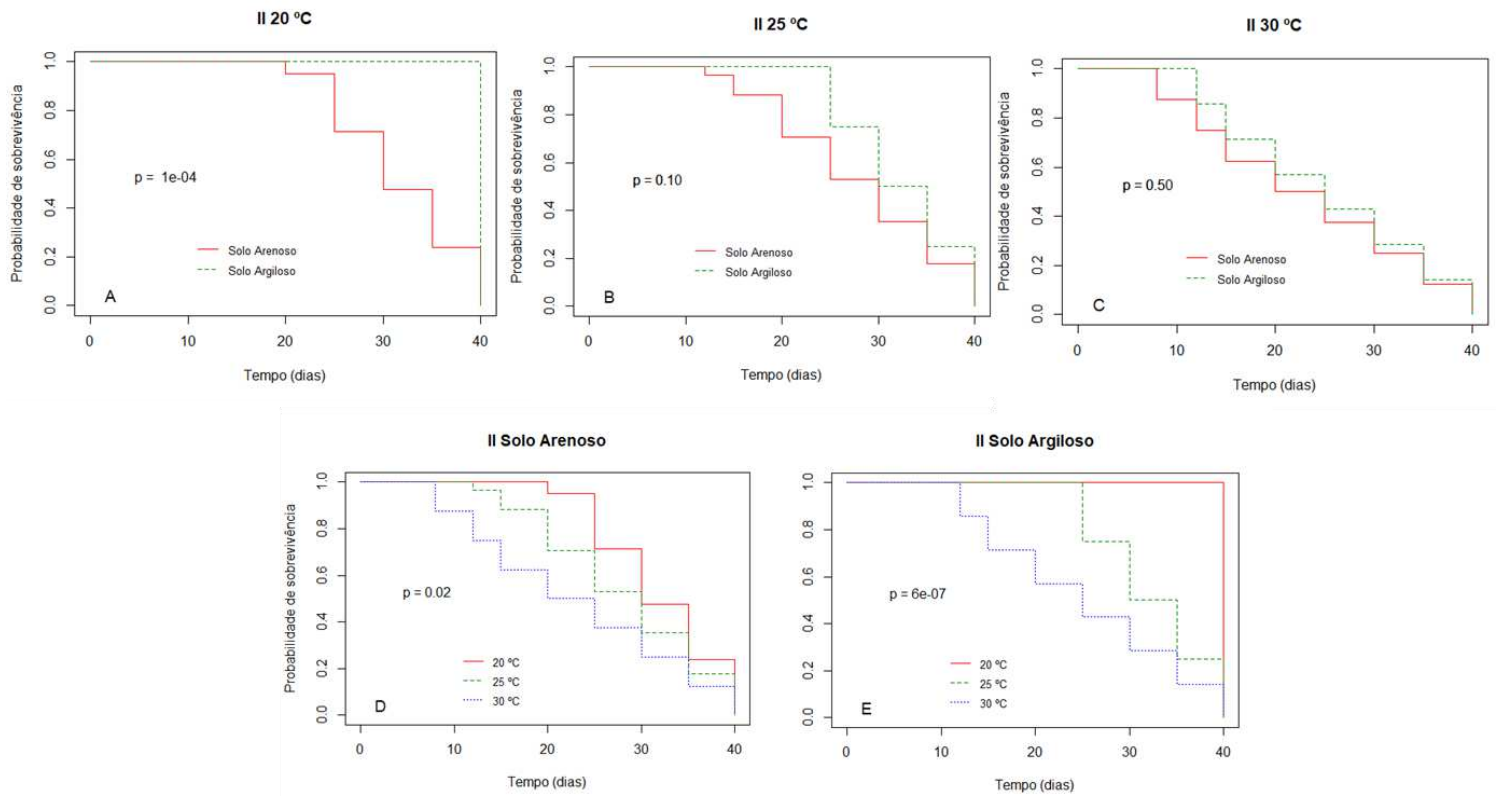 II 20 ºC
Probabilidade de sobrevivência
1.0
0.8
0.6
0.4
0.2
0.0
p = 1e-04
Solo Arenoso
Solo Argiloso
A
0 10 20 30 40
Tempo (dias)
II 25 ºC
Probabilidade de sobrevivência
1.0
0.8
0.6
0.4
0.2
0.0
p = 0.10
Solo Arenoso
Solo Argiloso
B
0 10 20 30 40
Tempo (dias)
II 30 ºC
Probabilidade de sobrevivência
1.0
0.8
0.6
0.4
0.2
0.0
p = 0.50
Solo Arenoso
Solo Argiloso
C
0 10 20 30 40
Tempo (dias)
II Solo Arenoso
Probabilidade de sobrevivência
1.0
0.8
0.6
0.4
0.2
0.0
p = 0.02
20 ºC
25 ºC
30 ºC
D
0 10 20 30 40
Tempo (dias)
II Solo Argiloso
1.0
0.8
0.6
0.4
0.2
0.0
p = 6e-07
20 ºC
25 ºC
30 ºC
E
0 10 20 30 40
Tempo (dias)